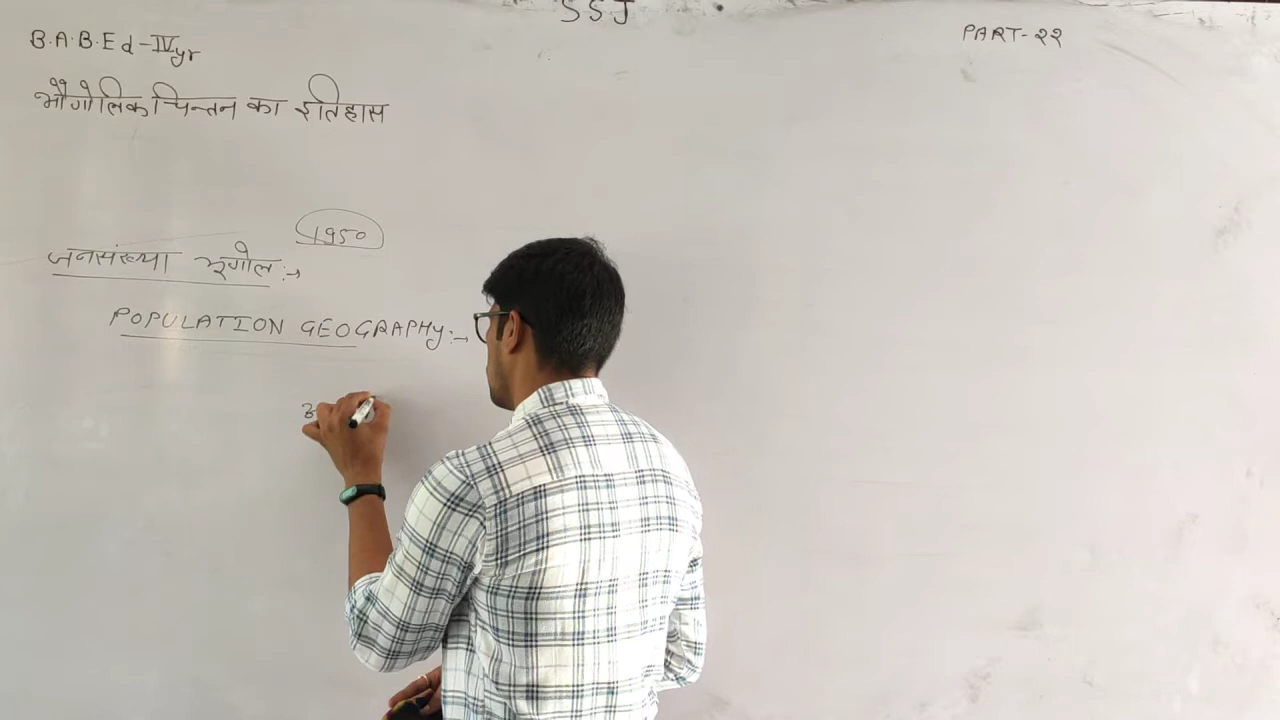 SSJ
B.A.B.Ed-IVyr
PART-22
भौगोलिक चिन्तन का इतिहास
1950
जनसंख्या भूगोल:→
POPULATION GEOGRAPHY:→